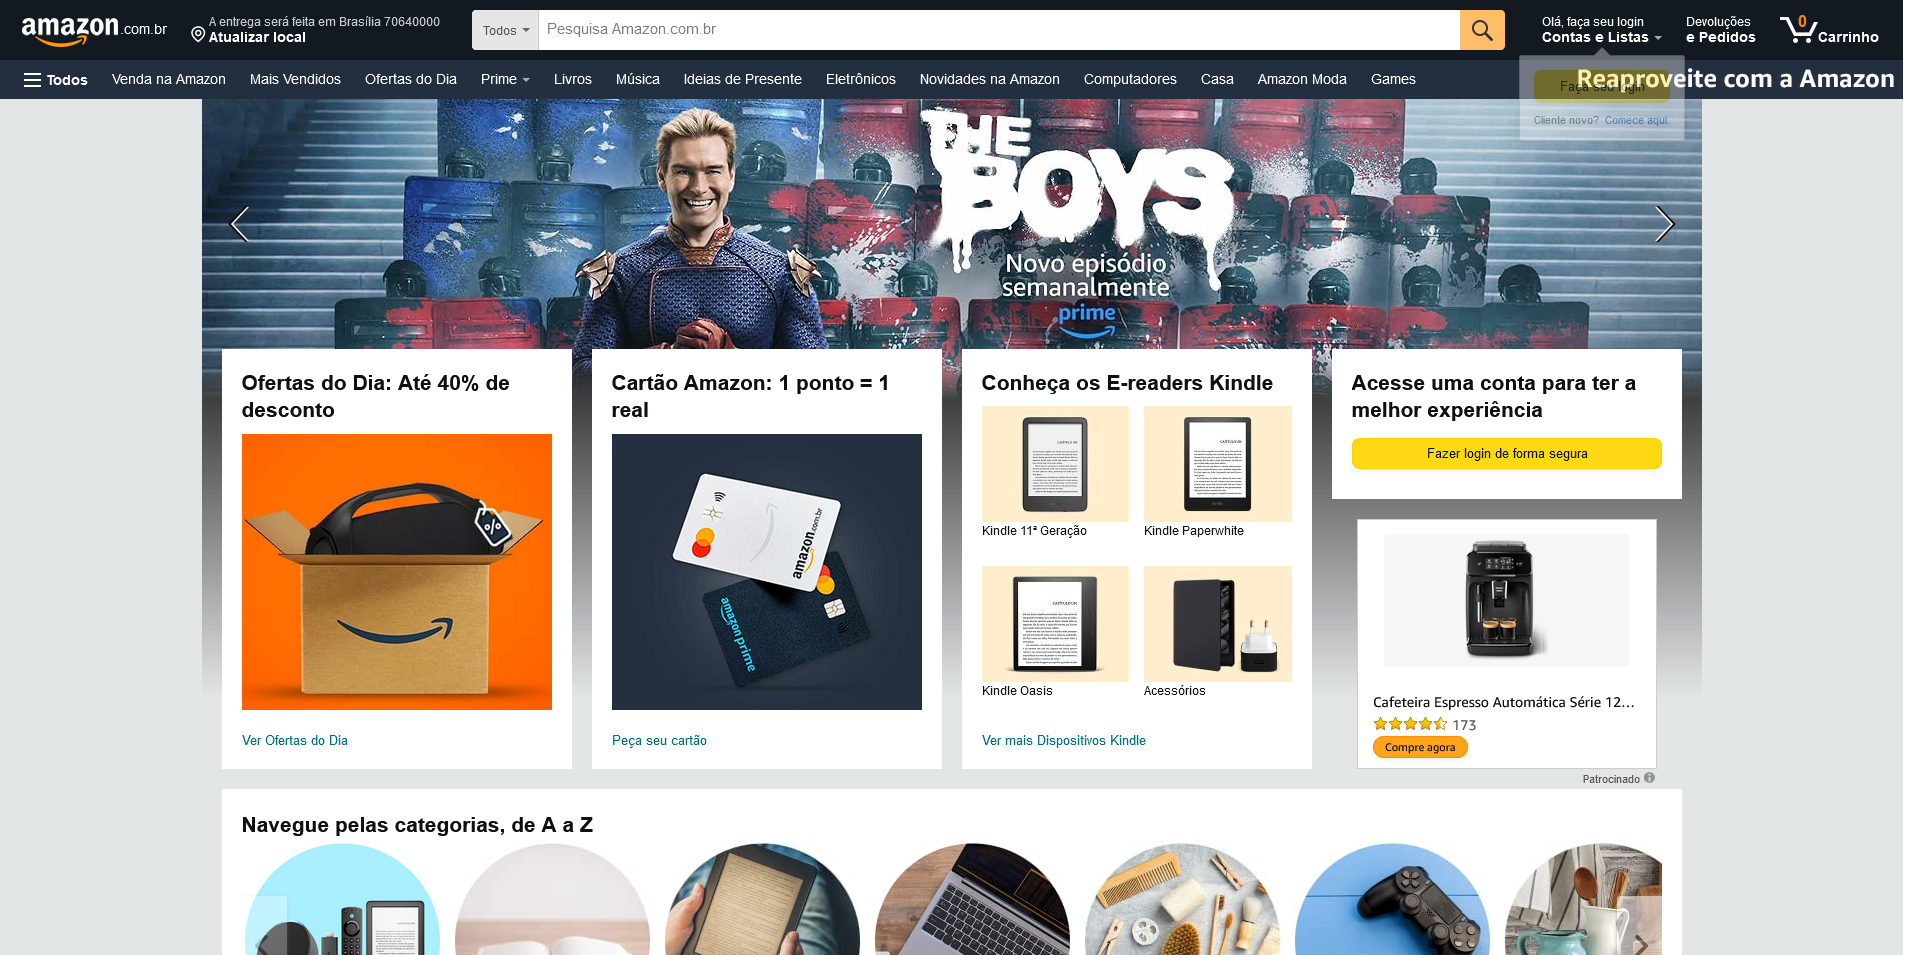 amazon.com.br
A entrega será feita em Brasília 70640000
Atualizar local
Todos
Pesquisa Amazon.com.br
Olá, faça seu login
Contas e Listas
Devoluções
e Pedidos
0
Carrinho
Todos
Venda na Amazon
Mais Vendidos
Ofertas do Dia
Prime
Livros
Música
Ideias de Presente
Eletrônicos
Novidades na Amazon
Computadores
Casa
Amazon Moda
Games
Reaproveite com a Amazon
Faça seu login
Cliente novo? Comece aqui.
THE
BOYS
Novo episódio
semanalmente
prime
Ofertas do Dia: Até 40% de
desconto
%
Ver Ofertas do Dia
Cartão Amazon: 1 ponto = 1
real
amazon.com.br
amazon prime
Peça seu cartão
Conheça os E-readers Kindle
Kindle 11ª Geração
Kindle Paperwhite
Kindle Oasis
Acessórios
Ver mais Dispositivos Kindle
Acesse uma conta para ter a
melhor experiência
Fazer login de forma segura
Cafeteira Espresso Automática Série 12...
173
Compre agora
Patrocinado
Navegue pelas categorias, de A a Z